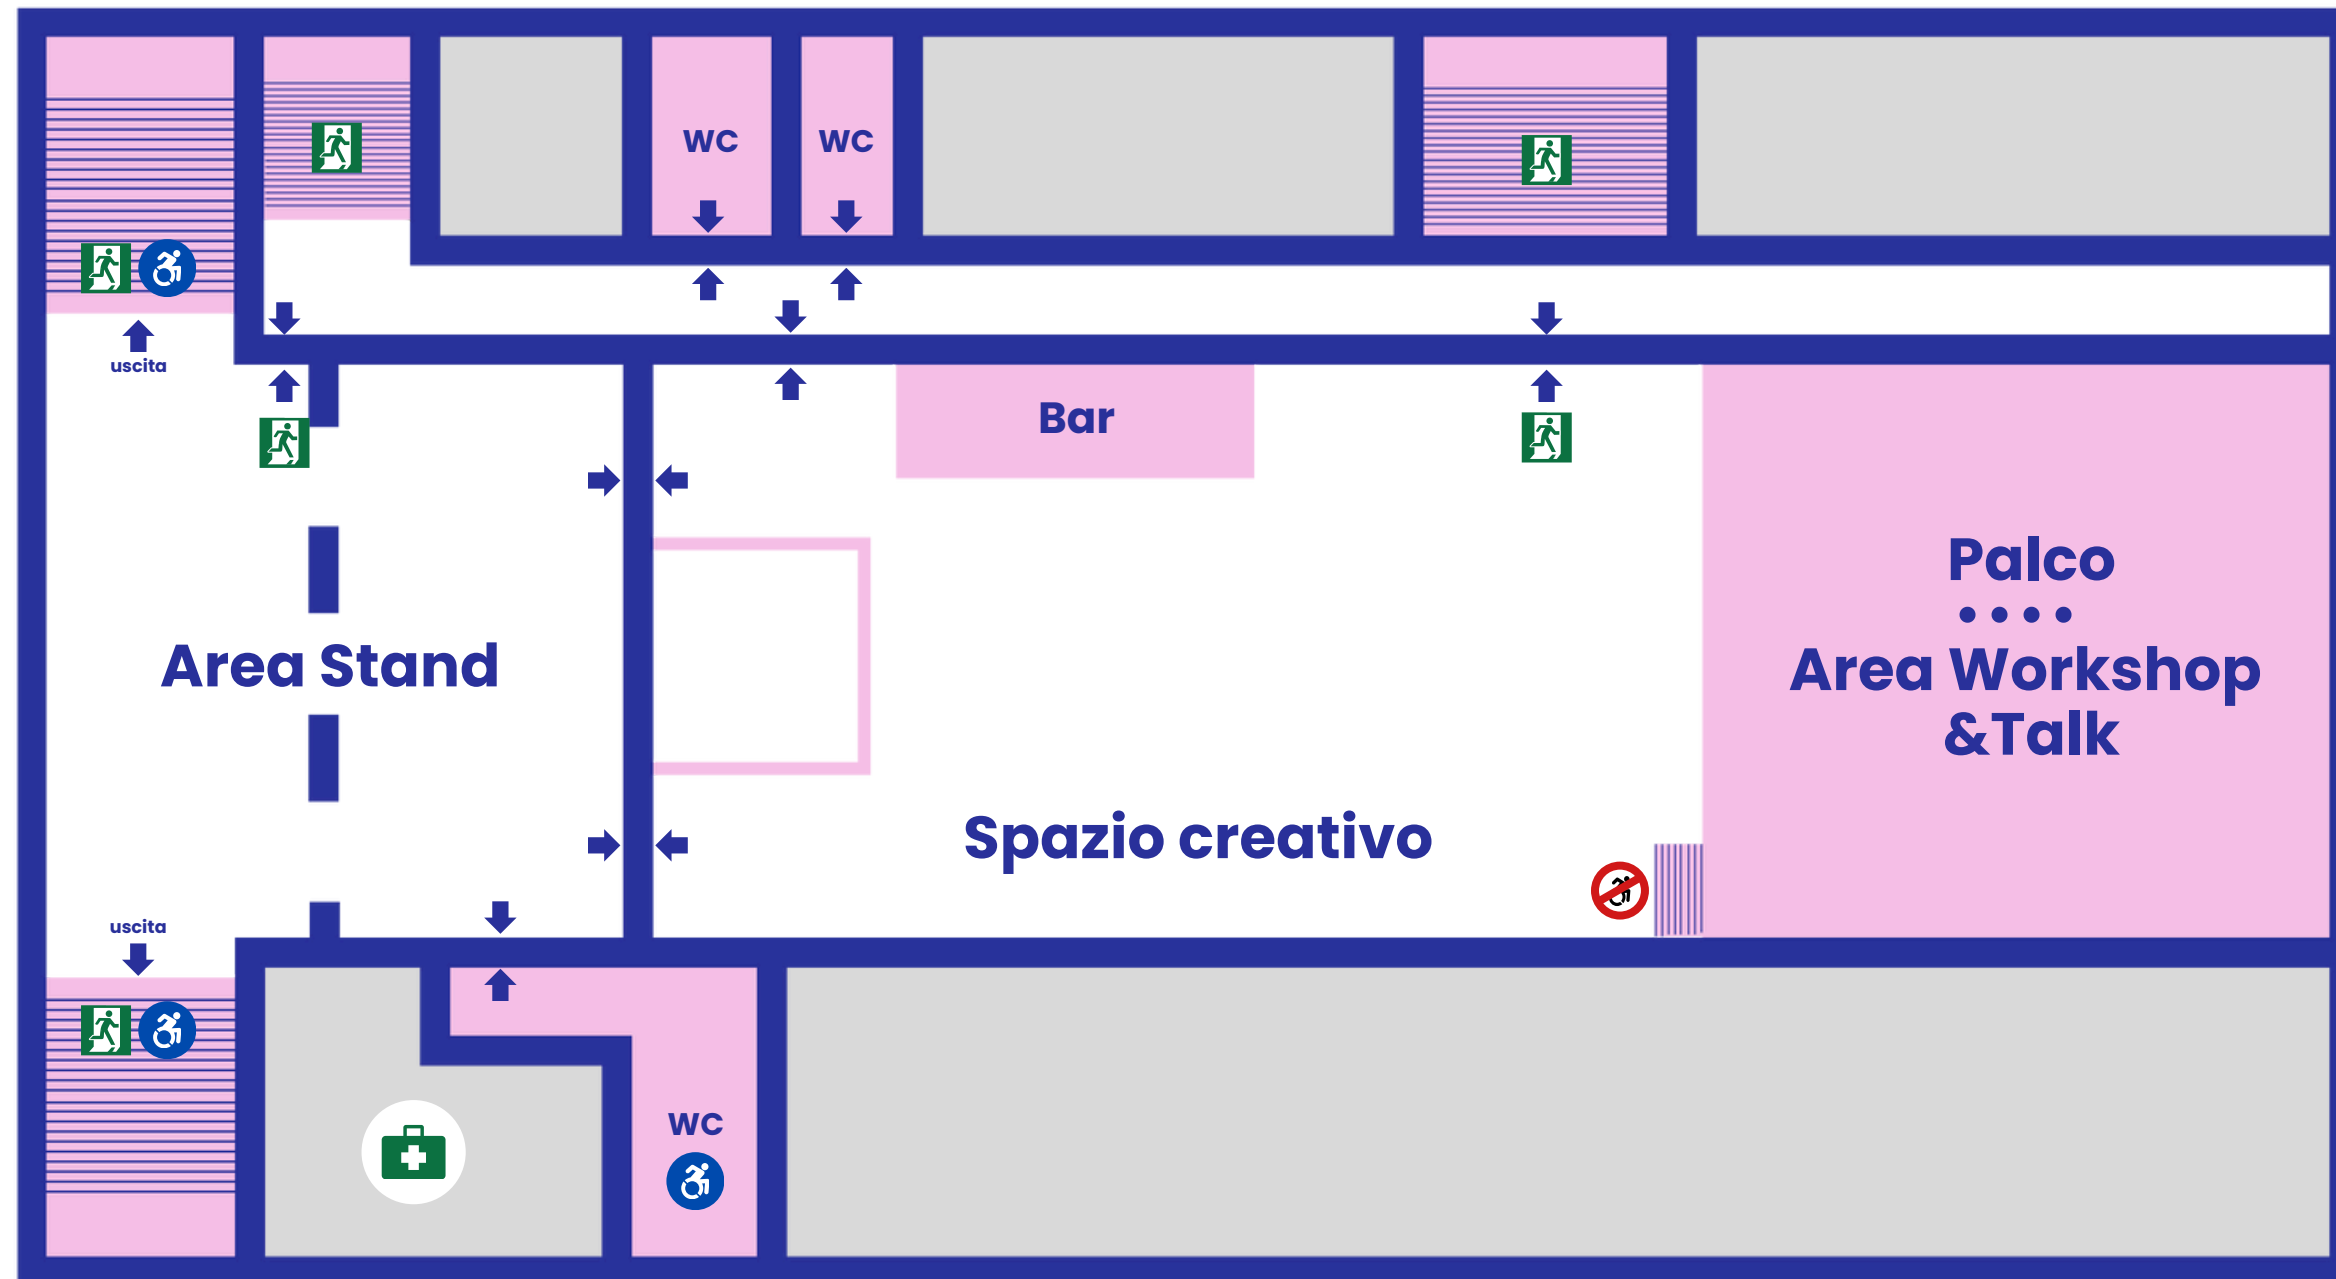 WC
WC
uscita
Bar
Palco
Area Workshop
&Talk
Area Stand
Spazio creativo
uscita
WC